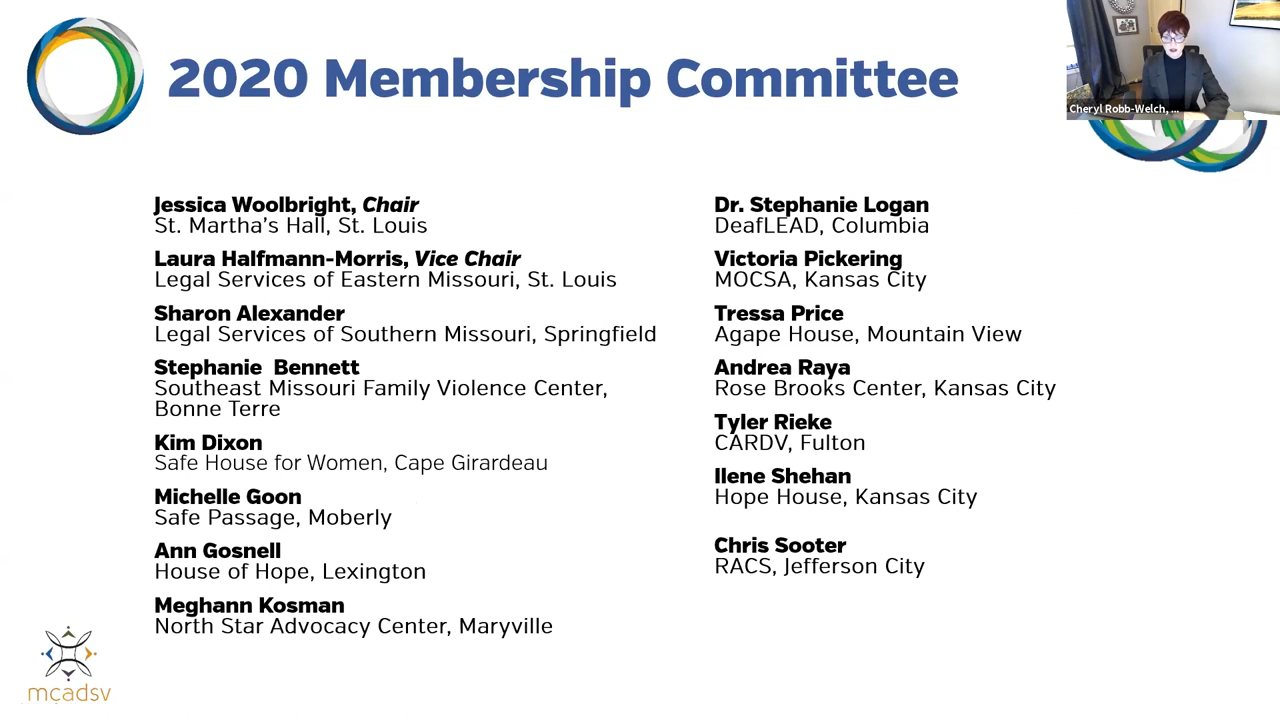 2020 Membership Committee
Cheryl Robb-Welch, ...
Jessica Woolbright, Chair
St. Martha's Hall, St. Louis
Laura Halfmann-Morris, Vice Chair
Legal Services of Eastern Missouri, St. Louis
Sharon Alexander
Legal Services of Southern Missouri, Springfield
Stephanie  Bennett
Southeast Missouri Family Violence Center,
Bonne Terre
Kim Dixon
Safe House for Women, Cape Girardeau
Michelle Goon
Safe Passage, Moberly
Ann Gosnell
House of Hope, Lexington
Meghann Kosman
North Star Advocacy Center, Maryville
Dr. Stephanie Logan
DeafLEAD, Columbia
Victoria Pickering
MOCSA, Kansas City
Tressa Price
Agape House, Mountain View
Andrea Raya
Rose Brooks Center, Kansas City
Tyler Rieke
CARDV, Fulton
Ilene Shehan
Hope House, Kansas City
Chris Sooter
RACS, Jefferson City
mcadsv